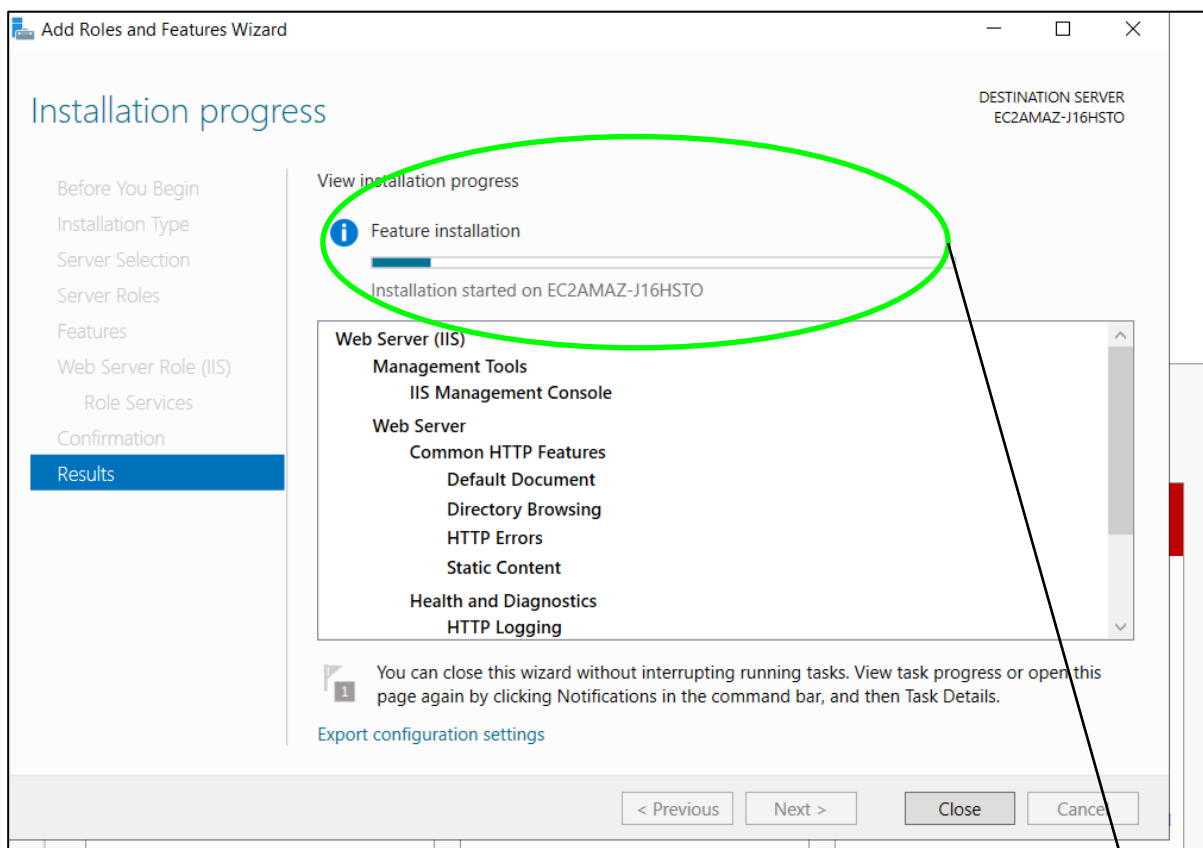 Add Roles and Features Wizard
Installation progress
DESTINATION SERVER
EC2AMAZ-J16HSTO
Before You Begin
Installation Type
Server Selection
Server Roles
Features
Web Server Role (IIS)
Role Services
Confirmation
Results
View installation progress
Feature installation
Installation started on EC2AMAZ-J16HSTO
Web Server (IIS)
Management Tools
IIS Management Console
Web Server
Common HTTP Features
Default Document
Directory Browsing
HTTP Errors
Static Content
Health and Diagnostics
HTTP Logging
1
You can close this wizard without interrupting running tasks. View task progress or open this
page again by clicking Notifications in the command bar, and then Task Details.
Export configuration settings
< Previous
Next >
Close
Cancel